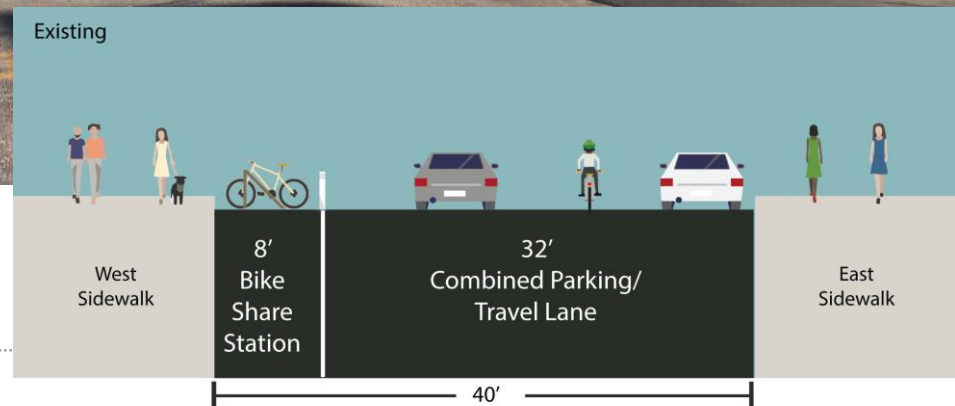 Existing
West
Sidewalk
8'
Bike
Share
Station
32'
Combined Parking/
Travel Lane
East
Sidewalk
40'